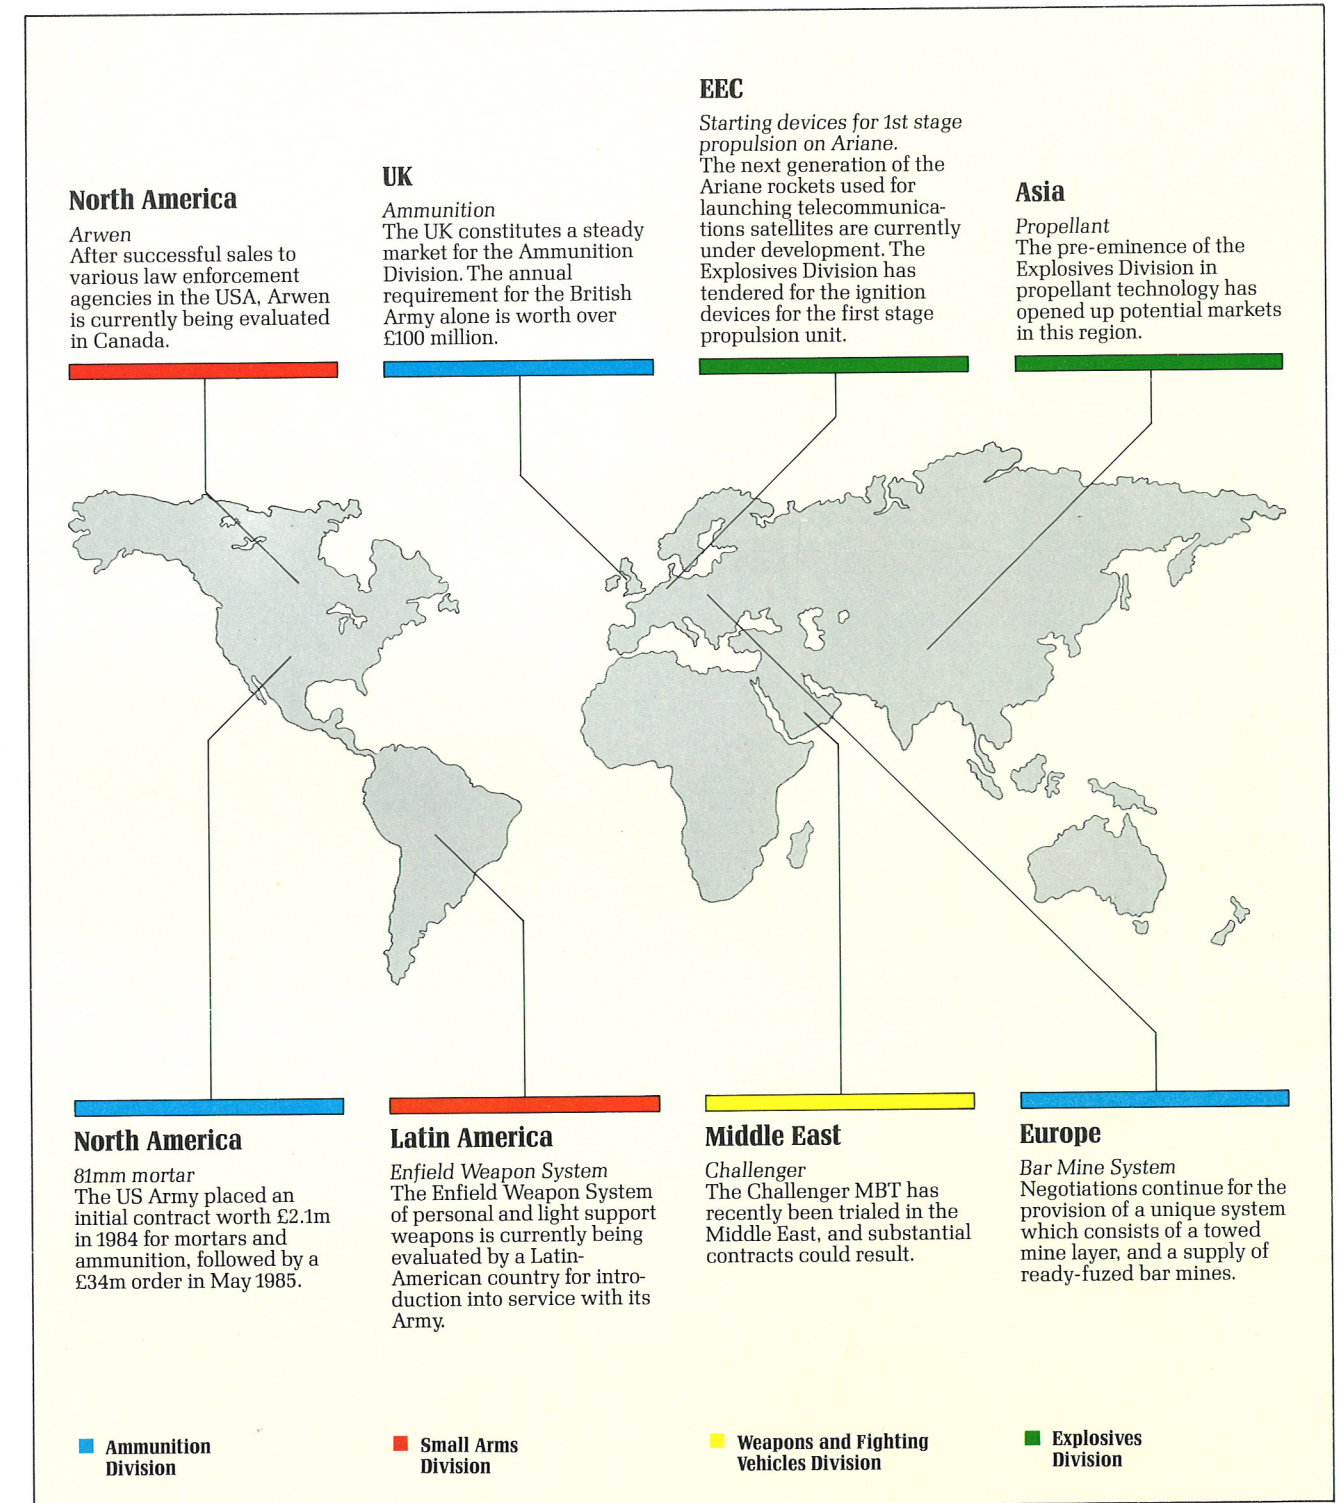 North America
Arwen
After successful sales to
various law enforcement
agencies in the USA, Arwen
is currently being evaluated
in Canada.
UK
Ammunition
The UK constitutes a steady
market for the Ammunition
Division. The annual
requirement for the British
Army alone is worth over
£100 million.
EEC
Starting devices for 1st stage
propulsion on Ariane.
The next generation of the
Ariane rockets used for
launching telecommunica-
tions satellites are currently
under development. The
Explosives Division has
tendered for the ignition
devices for the first stage
propulsion unit.
Asia
Propellant
The pre-eminence of the
Explosives Division in
propellant technology has
opened up potential markets
in this region.
North America
81mm mortar
The US Army placed an
initial contract worth £2.1m
in 1984 for mortars and
ammunition, followed by a
£34m order in May 1985.
Latin America
Enfield Weapon System
The Enfield Weapon System
of personal and light support
weapons is currently being
evaluated by a Latin-
American country for intro-
duction into service with its
Army.
Middle East
Challenger
The Challenger MBT has
recently been trialed in the
Middle East, and substantial
contracts could result.
Europe
Bar Mine System
Negotiations continue for the
provision of a unique system
which consists of a towed
mine layer, and a supply of
ready-fuzed bar mines.
Ammunition
Division
Small Arms
Division
Weapons and Fighting
Vehicles Division
Explosives
Division